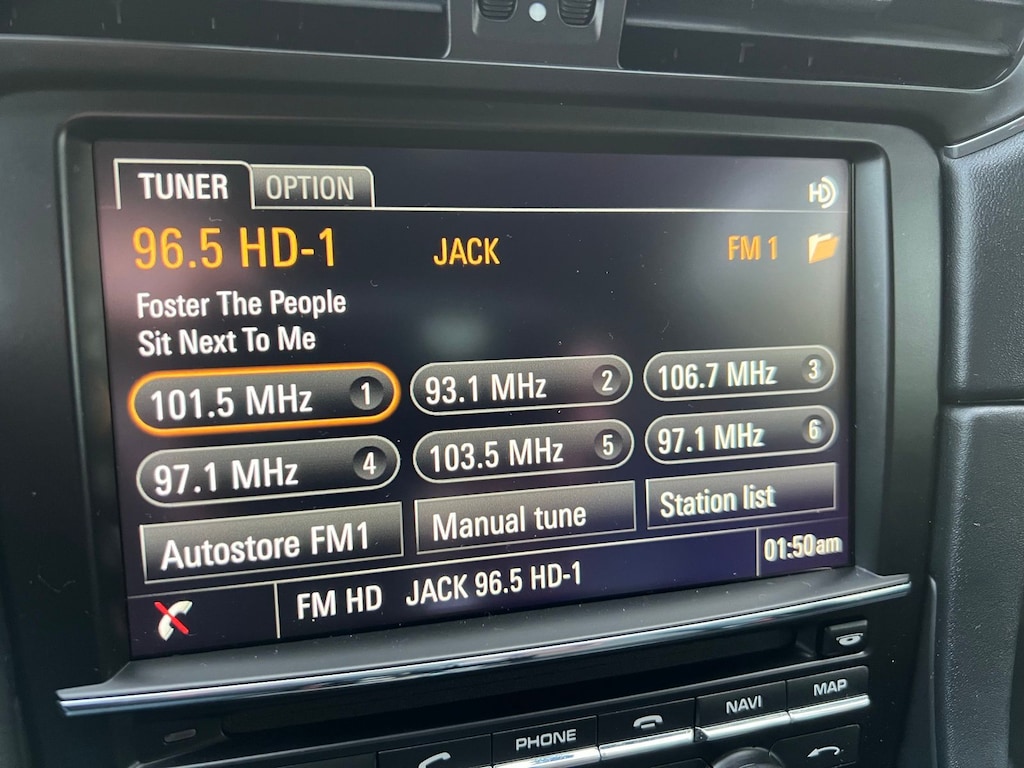 TUNER OPTION HD
96.5 HD-1 JACK FM 1
Foster The People
Sit Next To Me
101.5 MHz 1 93.1 MHz 2 106.7 MHz 3
97.1 MHz 4 103.5 MHz 5 97.1 MHz 6
Autostore FM1 Manual tune Station list
FM HD JACK 96.5 HD-1 01:50am
PHONE NAVI MAP